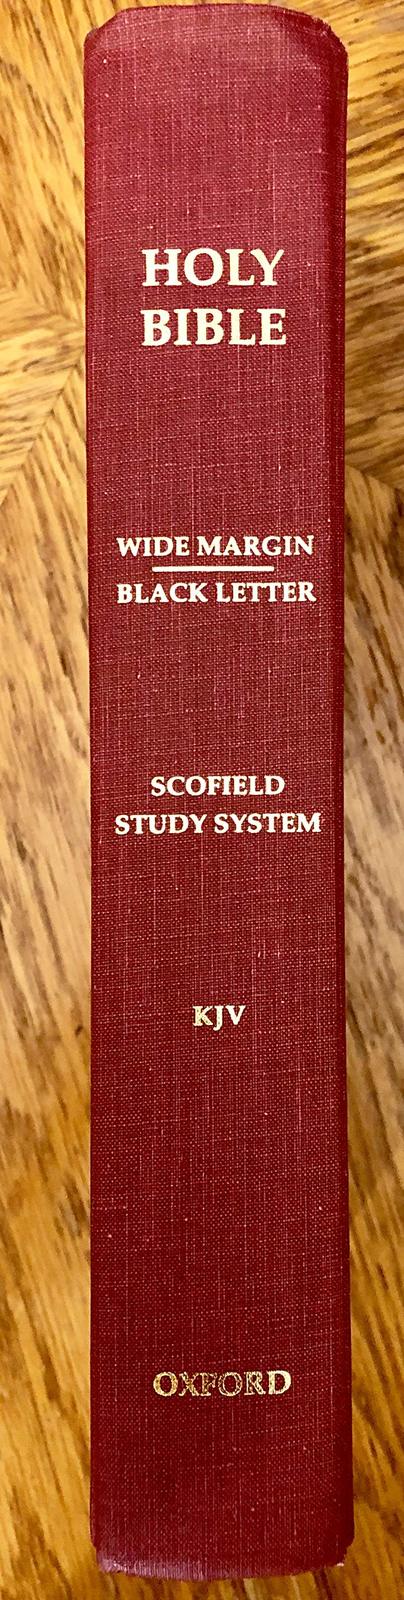 HOLY
BIBLE
WIDE MARGIN
BLACK LETTER
SCOFIELD
STUDY SYSTEM
KJV
OXFORD